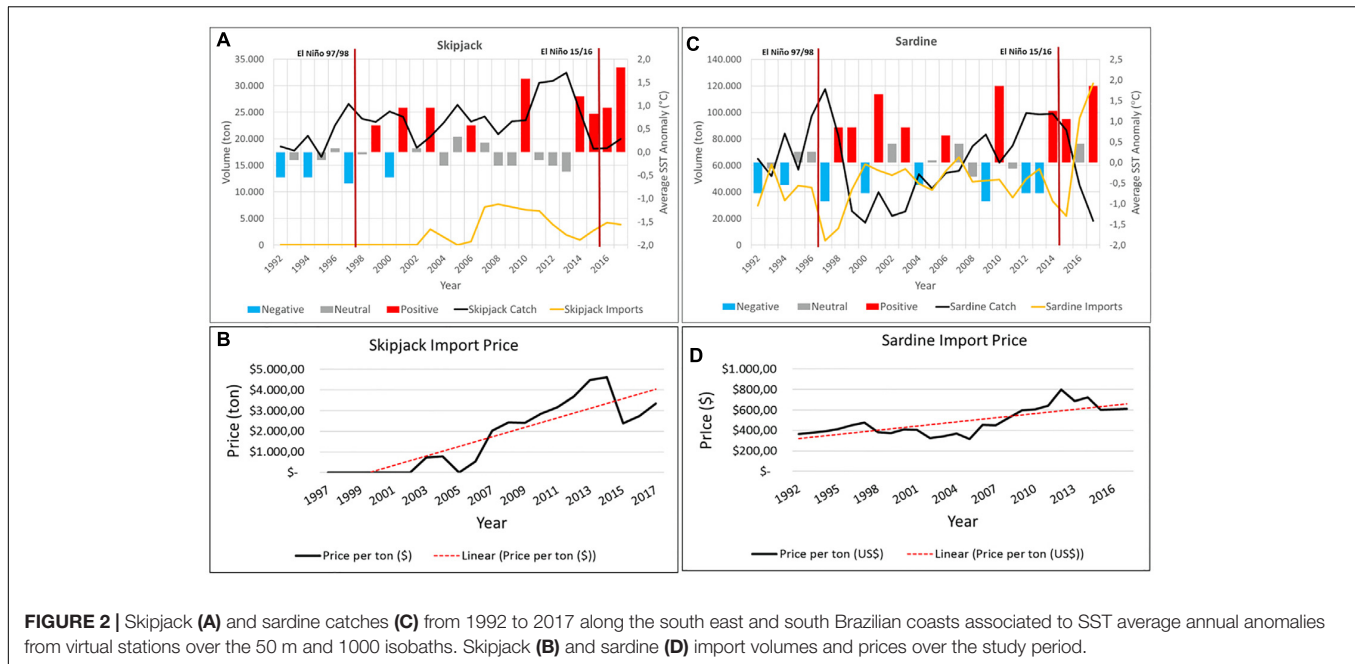 A
Skipjack
El Niño 97/98
El Niño 15/16
35.000
30.000
25.000
20.000
15.000
10.000
5.000
0
Volume (ton)
2,0
1,5
1,0
0,5
0,0
-0,5
-1,0
-1,5
-2,0
Average SST Anomaly (°C)
1992 1994 1996 1998 2000 2002 2004 2006 2008 2010 2012 2014 2016
Year
Negative Neutral Positive Skipjack Catch Skipjack Imports
C
Sardine
El Niño 97/98
El Niño 15/16
140.000
120.000
100.000
80.000
60.000
40.000
20.000
0
Volume (ton)
2,5
2,0
1,5
1,0
0,5
0,0
-0,5
-1,0
-1,5
-2,0
Average SST Anomaly (°C)
1992 1994 1996 1998 2000 2002 2004 2006 2008 2010 2012 2014 2016
Year
Negative Neutral Positive Sardine Catch Sardine Imports
B
Skipjack Import Price
$5.000,00
$4.000,00
$3.000,00
$2.000,00
$1.000,00
$-
Price (ton)
1997 1999 2001 2003 2005 2007 2009 2011 2013 2015 2017
Year
Price per ton ($) Linear (Price per ton ($))
D
Sardine Import Price
$1.000,00
$800,00
$600,00
$400,00
$200,00
$-
Price ($)
1992 1995 1998 2001 2004 2007 2010 2013 2016
Year
Price per ton (US$) Linear (Price per ton (US$))
FIGURE 2 | Skipjack (A) and sardine catches (C) from 1992 to 2017 along the south east and south Brazilian coasts associated to SST average annual anomalies
from virtual stations over the 50 m and 1000 isobaths. Skipjack (B) and sardine (D) import volumes and prices over the study period.